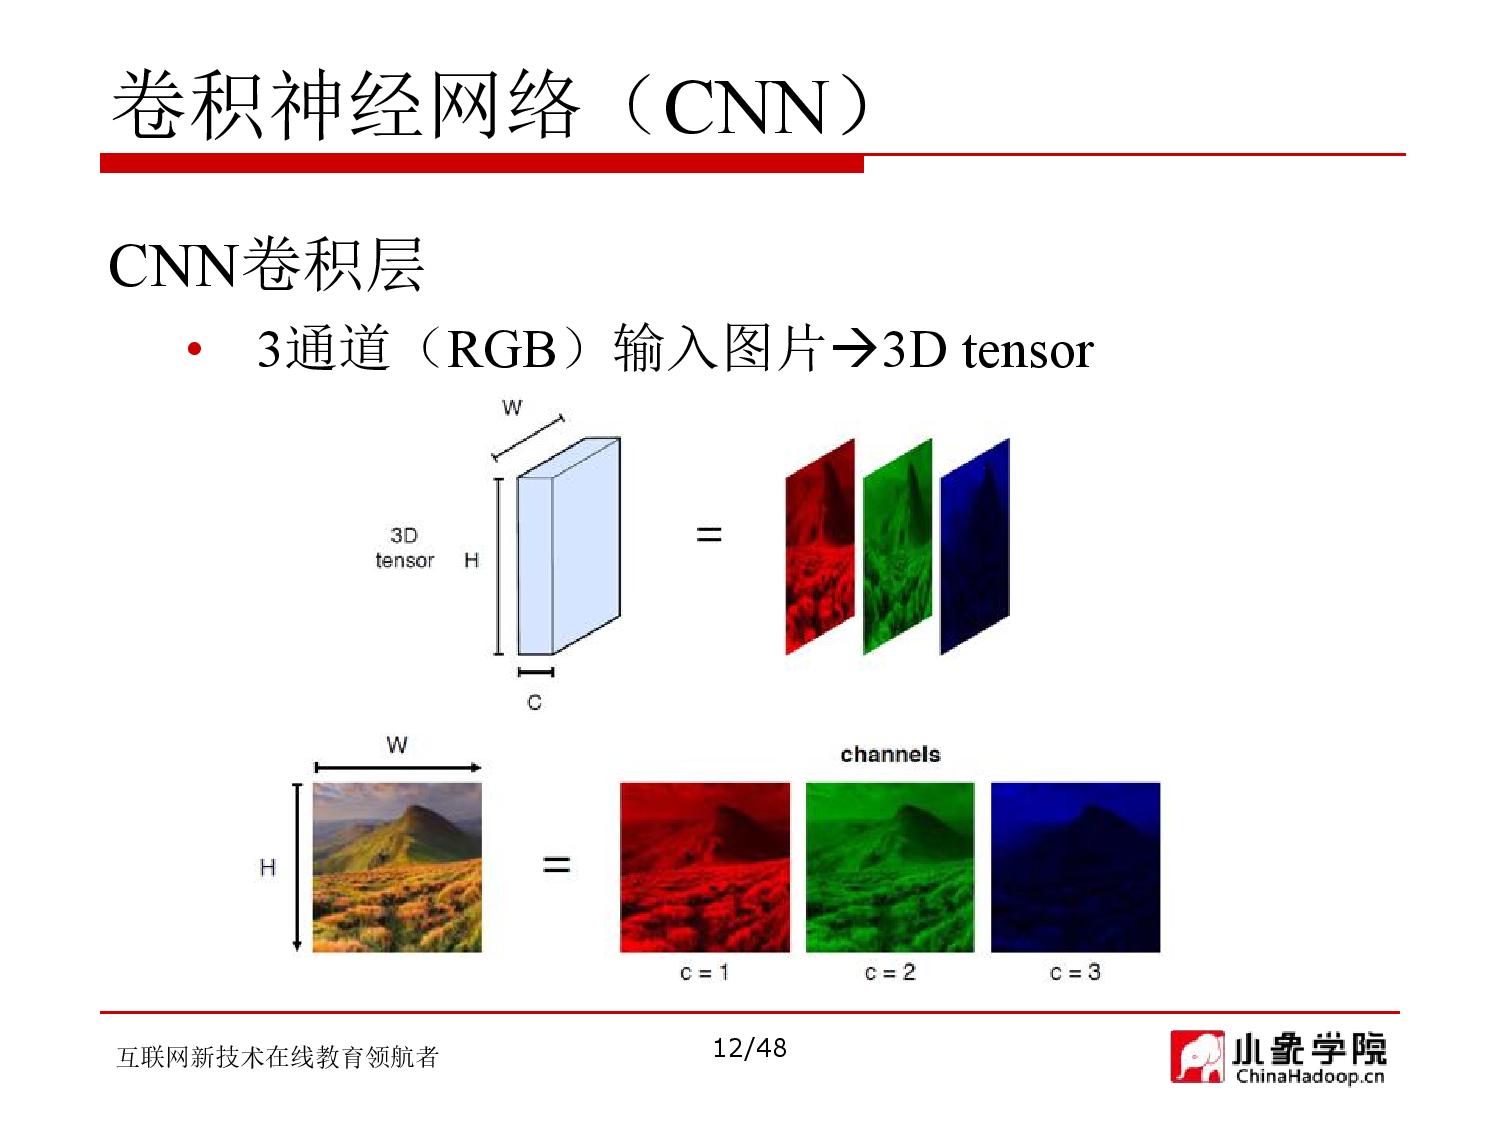 卷积神经网络（CNN）
CNN卷积层
• 3通道（RGB）输入图片→3D tensor
W
3D
tensor H
=
C
W
channels
H
=
c = 1 c = 2 c = 3
互联网新技术在线教育领航者
12/48
小象学院
ChinaHadoop.cn